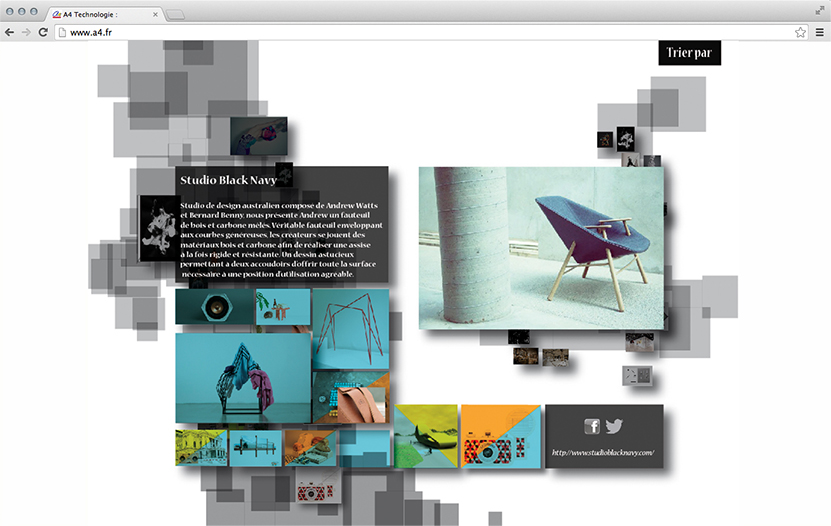 A4 Technologie :
www.a4.fr
Trier par
Studio Black Navy
Studio de design australien composé de Andrew Watts
et Bernard Benny, nous présente Andrew un fauteuil
de bois et carbone mêlés. Véritable fauteuil enveloppant
aux courbes généreuses, les créateurs se jouent des
matériaux bois et carbone afin de réaliser une assise
à la fois rigide et résistante. Un dessin astucieux
permettant à deux accoudoirs d'offrir toute la surface
nécessaire à une position d'utilisation agréable.
http://www.studioblacknavy.com/